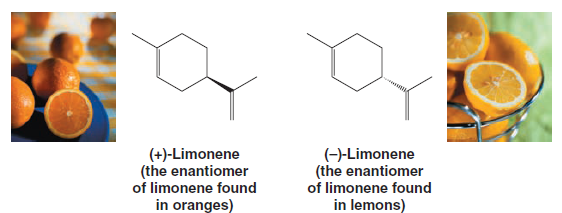 (+)-Limonene
(the enantiomer
of limonene found
in oranges)
(–)-Limonene
(the enantiomer
of limonene found
in lemons)